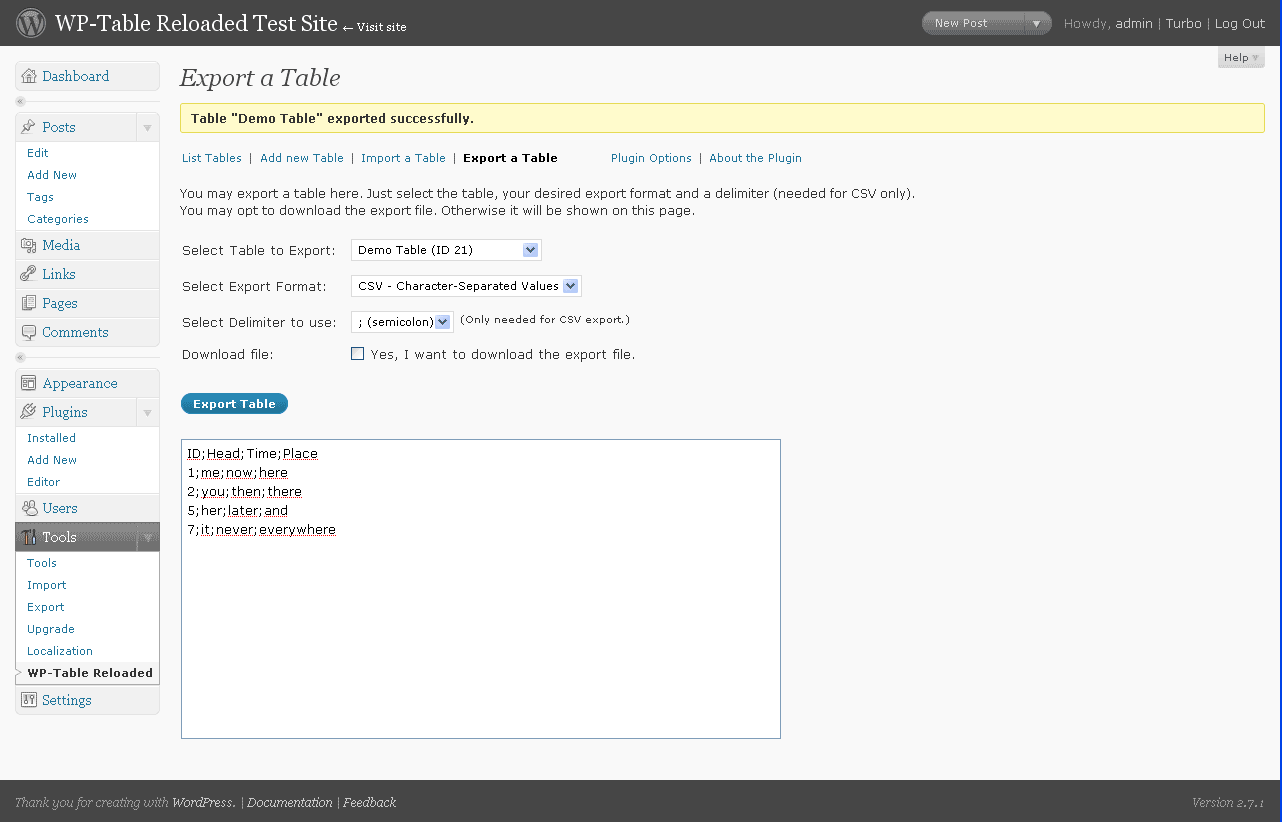 WP-Table Reloaded Test Site ← Visit site
New Post
Howdy, admin | Turbo | Log Out
Help
Dashboard
Posts
Edit
Add New
Tags
Categories
Media
Links
Pages
Comments
Appearance
Plugins
Installed
Add New
Editor
Users
Tools
Tools
Import
Export
Upgrade
Localization
WP-Table Reloaded
Settings
Export a Table
Table "Demo Table" exported successfully.
List Tables | Add new Table | Import a Table | Export a Table Plugin Options | About the Plugin
You may export a table here. Just select the table, your desired export format and a delimiter (needed for CSV only).
You may opt to download the export file. Otherwise it will be shown on this page.
Select Table to Export: Demo Table (ID 21)
Select Export Format: CSV - Character-Separated Values
Select Delimiter to use: ; (semicolon) (Only needed for CSV export.)
Download file: Yes, I want to download the export file.
Export Table
ID;Head;Time;Place
1;me;now;here
2;you;then;there
5;her;later;and
7;it;never;everywhere
Thank you for creating with WordPress. | Documentation | Feedback
Version 2.7.1